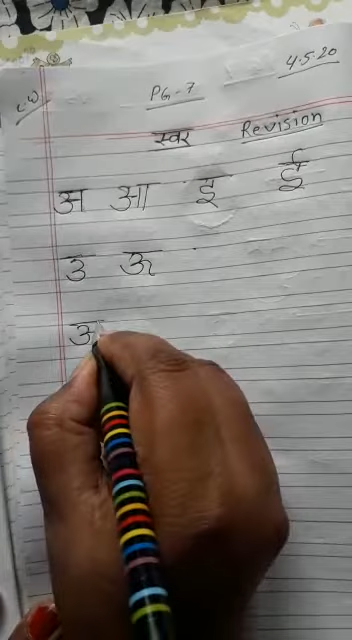 CW PG-7 4.5.20
स्वर Revision
अ आ इ ई
उ ऊ